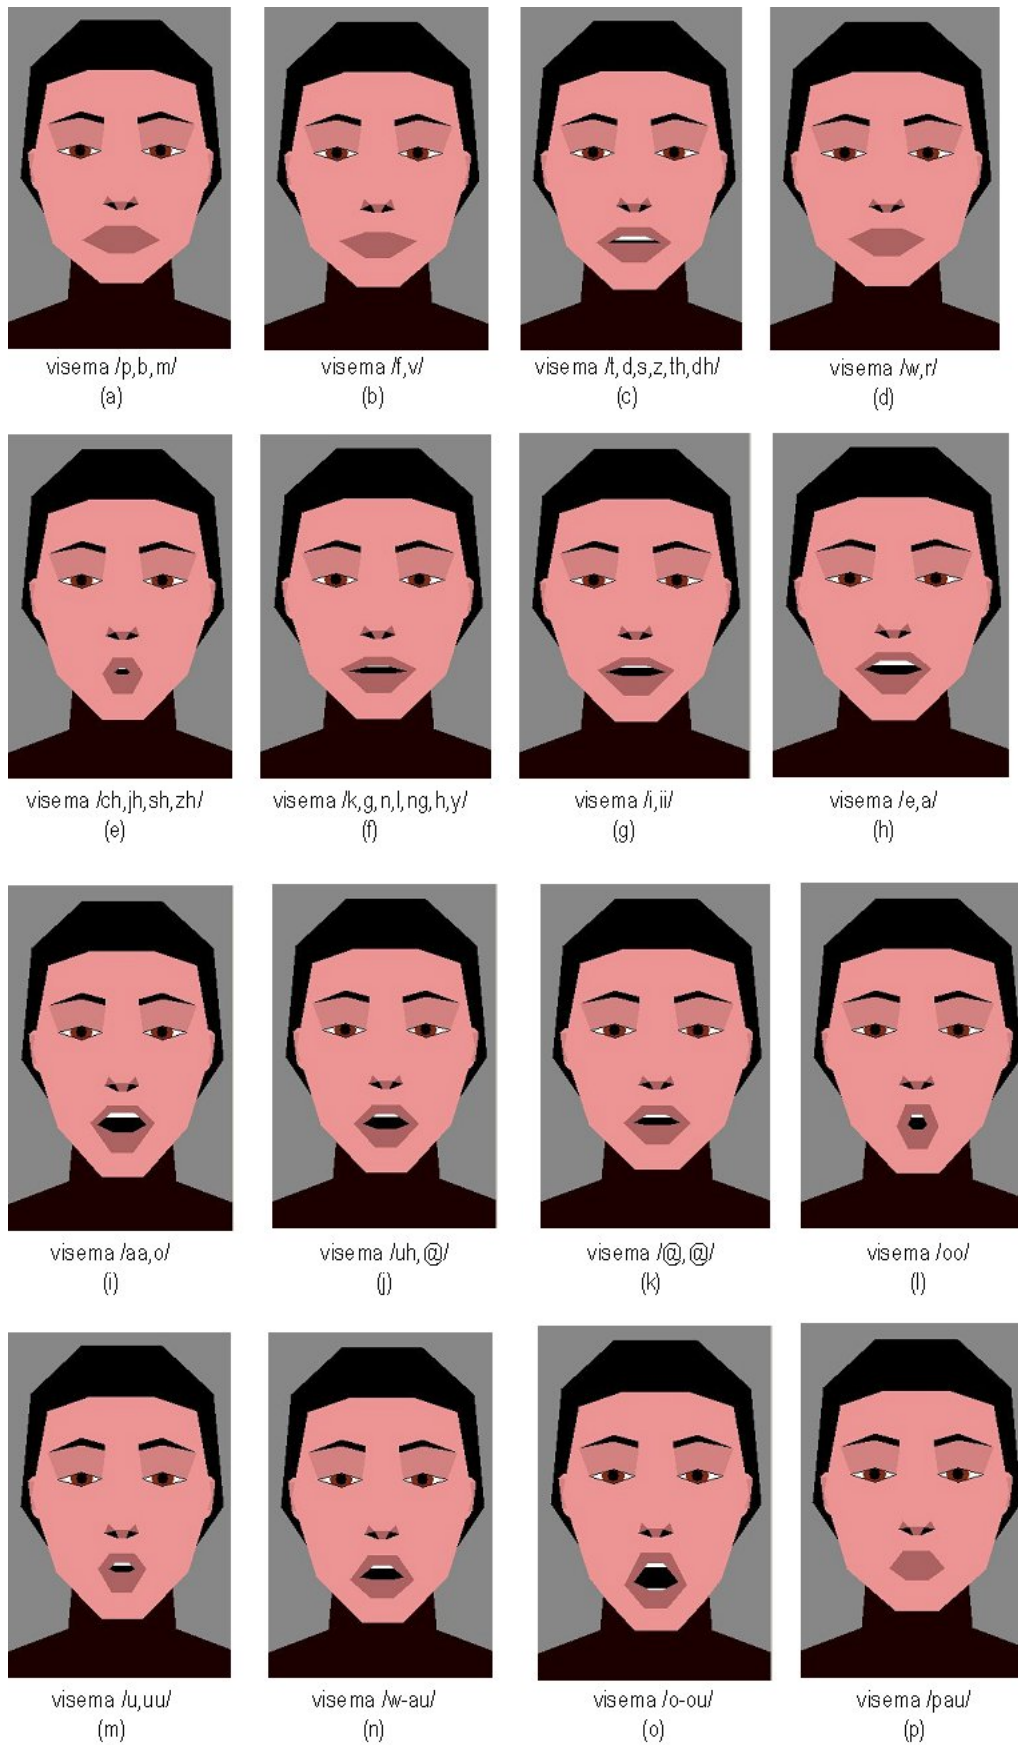 visema /p,b,m/
(a)
visema /f,v/
(b)
visema /t,d,s,z,th,dh/
(c)
visema /w,r/
(d)
visema /ch,jh,sh,zh/
(e)
visema /k,g,n,l,ng,h,y/
(f)
visema /i,ii/
(g)
visema /e,a/
(h)
visema /aa,o/
(i)
visema /uh,@/
(j)
visema /@,@/
(k)
visema /oo/
(l)
visema /u,uu/
(m)
visema /w-au/
(n)
visema /o-ou/
(o)
visema /pau/
(p)